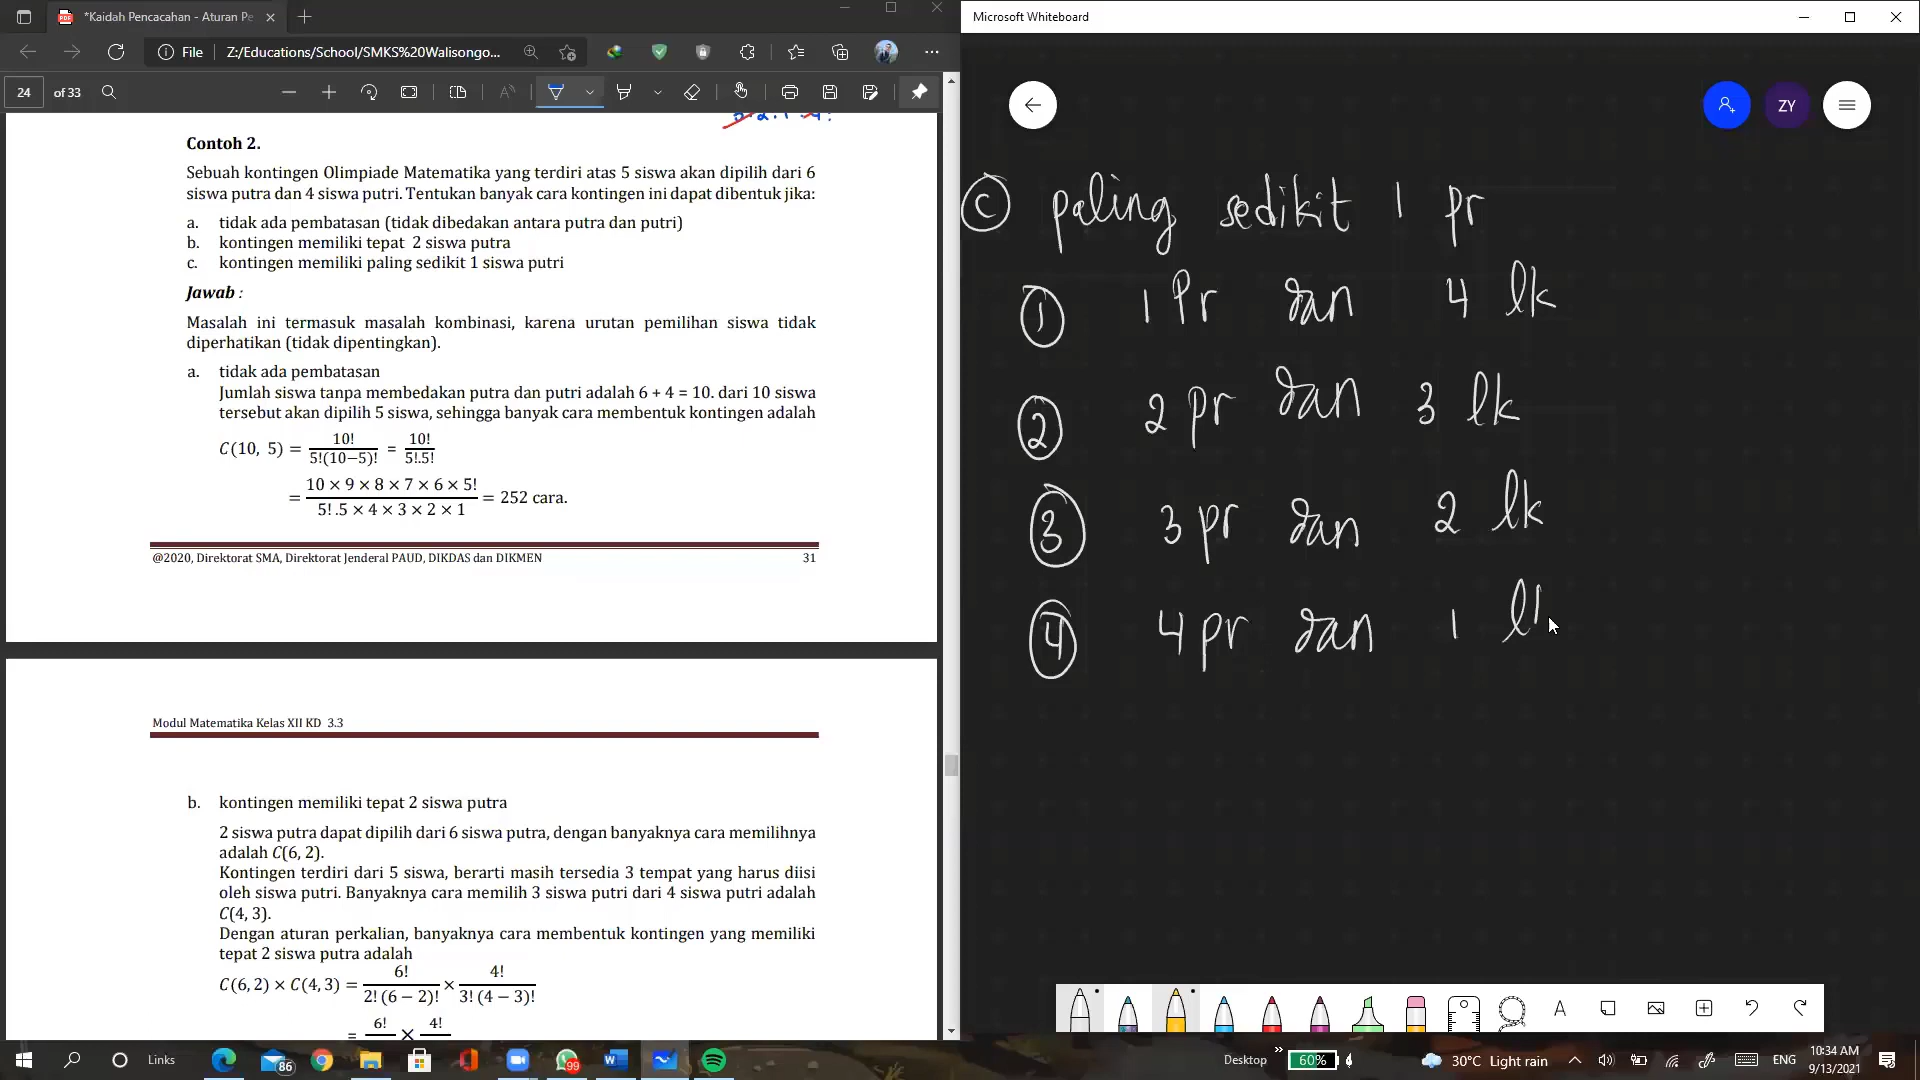 *Kaidah Pencacahan - Aturan Pe
File
Z:/Educations/School/SMKS%20Walisongo...
24 of 33
Contoh 2.
Sebuah kontingen Olimpiade Matematika yang terdiri atas 5 siswa akan dipilih dari 6
siswa putra dan 4 siswa putri. Tentukan banyak cara kontingen ini dapat dibentuk jika:
a. tidak ada pembatasan (tidak dibedakan antara putra dan putri)
b. kontingen memiliki tepat 2 siswa putra
c. kontingen memiliki paling sedikit 1 siswa putri
Jawab :
Masalah ini termasuk masalah kombinasi, karena urutan pemilihan siswa tidak
diperhatikan (tidak dipentingkan).
a. tidak ada pembatasan
Jumlah siswa tanpa membedakan putra dan putri adalah 6 + 4 = 10. dari 10 siswa
tersebut akan dipilih 5 siswa, sehingga banyak cara membentuk kontingen adalah
C(10, 5) = 10!/5!(10−5)! = 10!/5!.5!
= 10 × 9 × 8 × 7 × 6 × 5!/5! .5 × 4 × 3 × 2 × 1 = 252 cara.
@2020, Direktorat SMA, Direktorat Jenderal PAUD, DIKDAS dan DIKMEN 31
Modul Matematika Kelas XII KD 3.3
b. kontingen memiliki tepat 2 siswa putra
2 siswa putra dapat dipilih dari 6 siswa putra, dengan banyaknya cara memilihnya
adalah C(6, 2).
Kontingen terdiri dari 5 siswa, berarti masih tersedia 3 tempat yang harus diisi
oleh siswa putri. Banyaknya cara memilih 3 siswa putri dari 4 siswa putri adalah
C(4, 3).
Dengan aturan perkalian, banyaknya cara membentuk kontingen yang memiliki
tepat 2 siswa putra adalah
C(6, 2) × C(4, 3) = 6!/2! (6 − 2)! × 4!/3! (4 − 3)!
= 6! × 4!
Microsoft Whiteboard
ZY
c paling sedikit 1 pr
1 1 Pr dan 4 lk
2 2 pr dan 3 lk
3 3 pr dan 2 lk
4 4 pr dan 1 l
Links
86
99
Desktop
60%
30°C Light rain
ENG
10:34 AM
9/13/2021